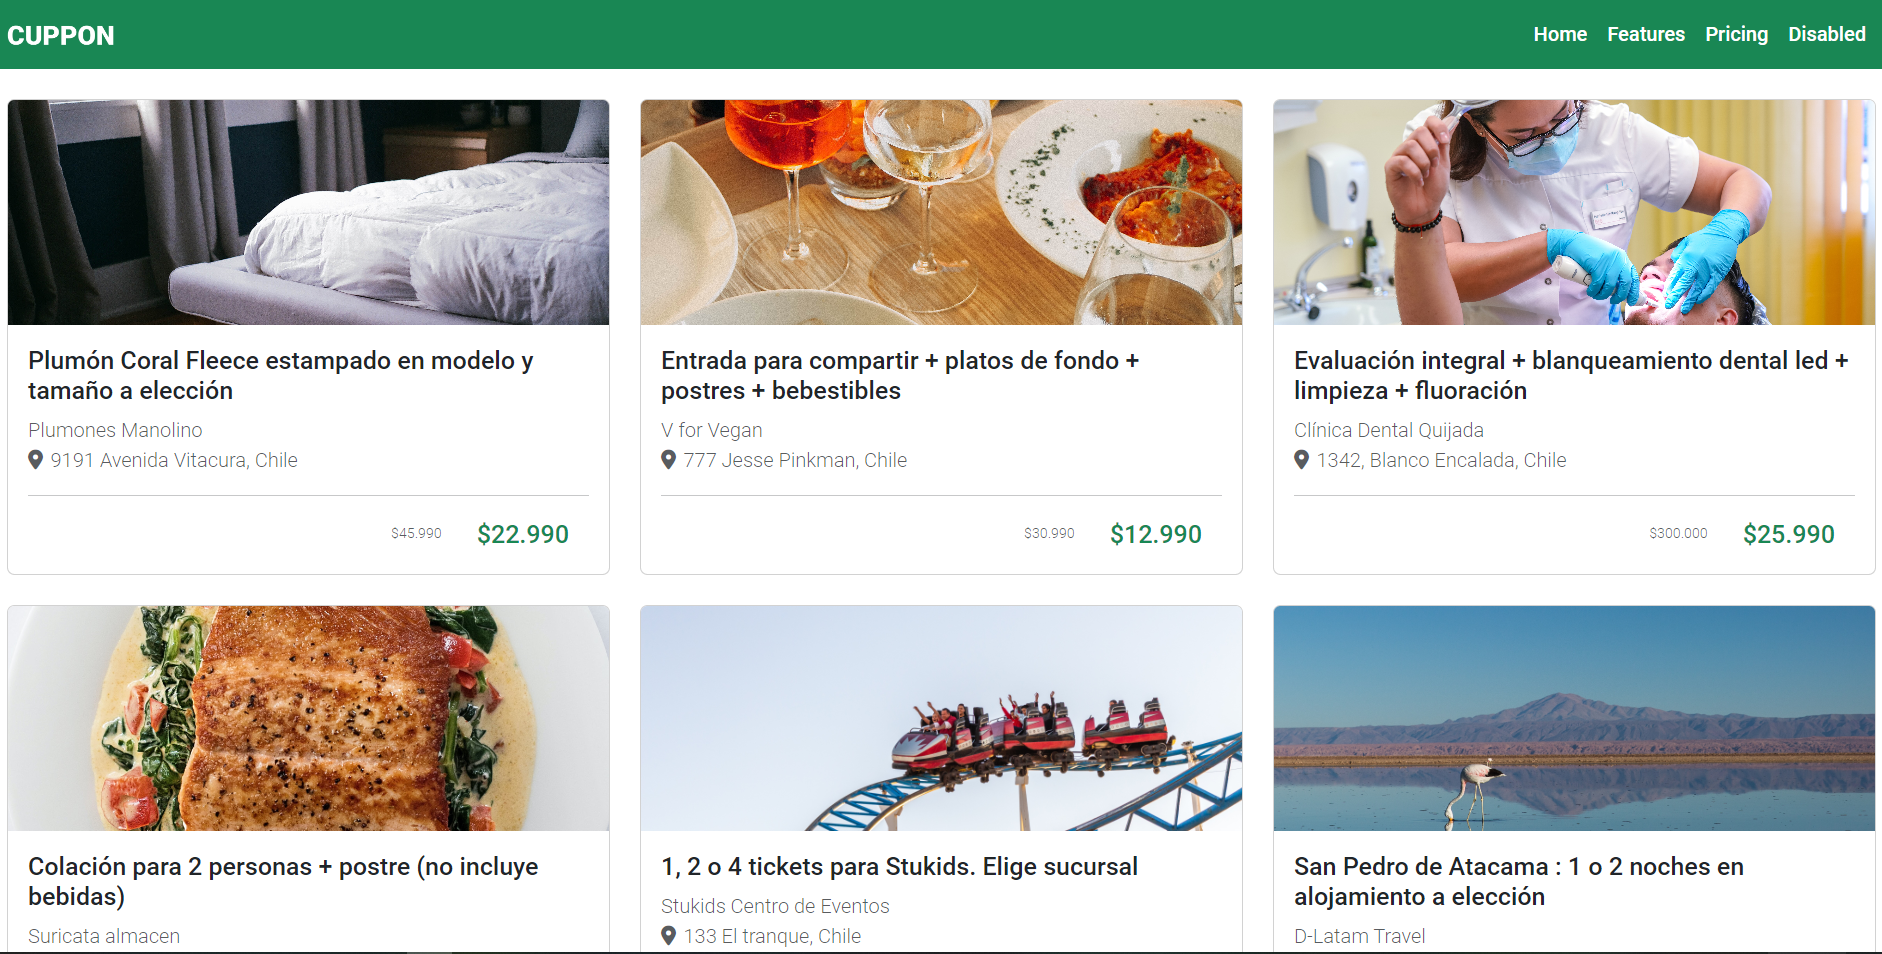 CUPPON
Home Features Pricing Disabled
Plumón Coral Fleece estampado en modelo y
tamaño a elección
Plumones Manolino
9191 Avenida Vitacura, Chile
$45.990 $22.990
Entrada para compartir + platos de fondo +
postres + bebestibles
V for Vegan
777 Jesse Pinkman, Chile
$30.990 $12.990
Evaluación integral + blanqueamiento dental led +
limpieza + fluoración
Clínica Dental Quijada
1342, Blanco Encalada, Chile
$300.000 $25.990
Colación para 2 personas + postre (no incluye
bebidas)
Suricata almacen
1, 2 o 4 tickets para Stukids. Elige sucursal
Stukids Centro de Eventos
133 El tranque, Chile
San Pedro de Atacama : 1 o 2 noches en
alojamiento a elección
D-Latam Travel